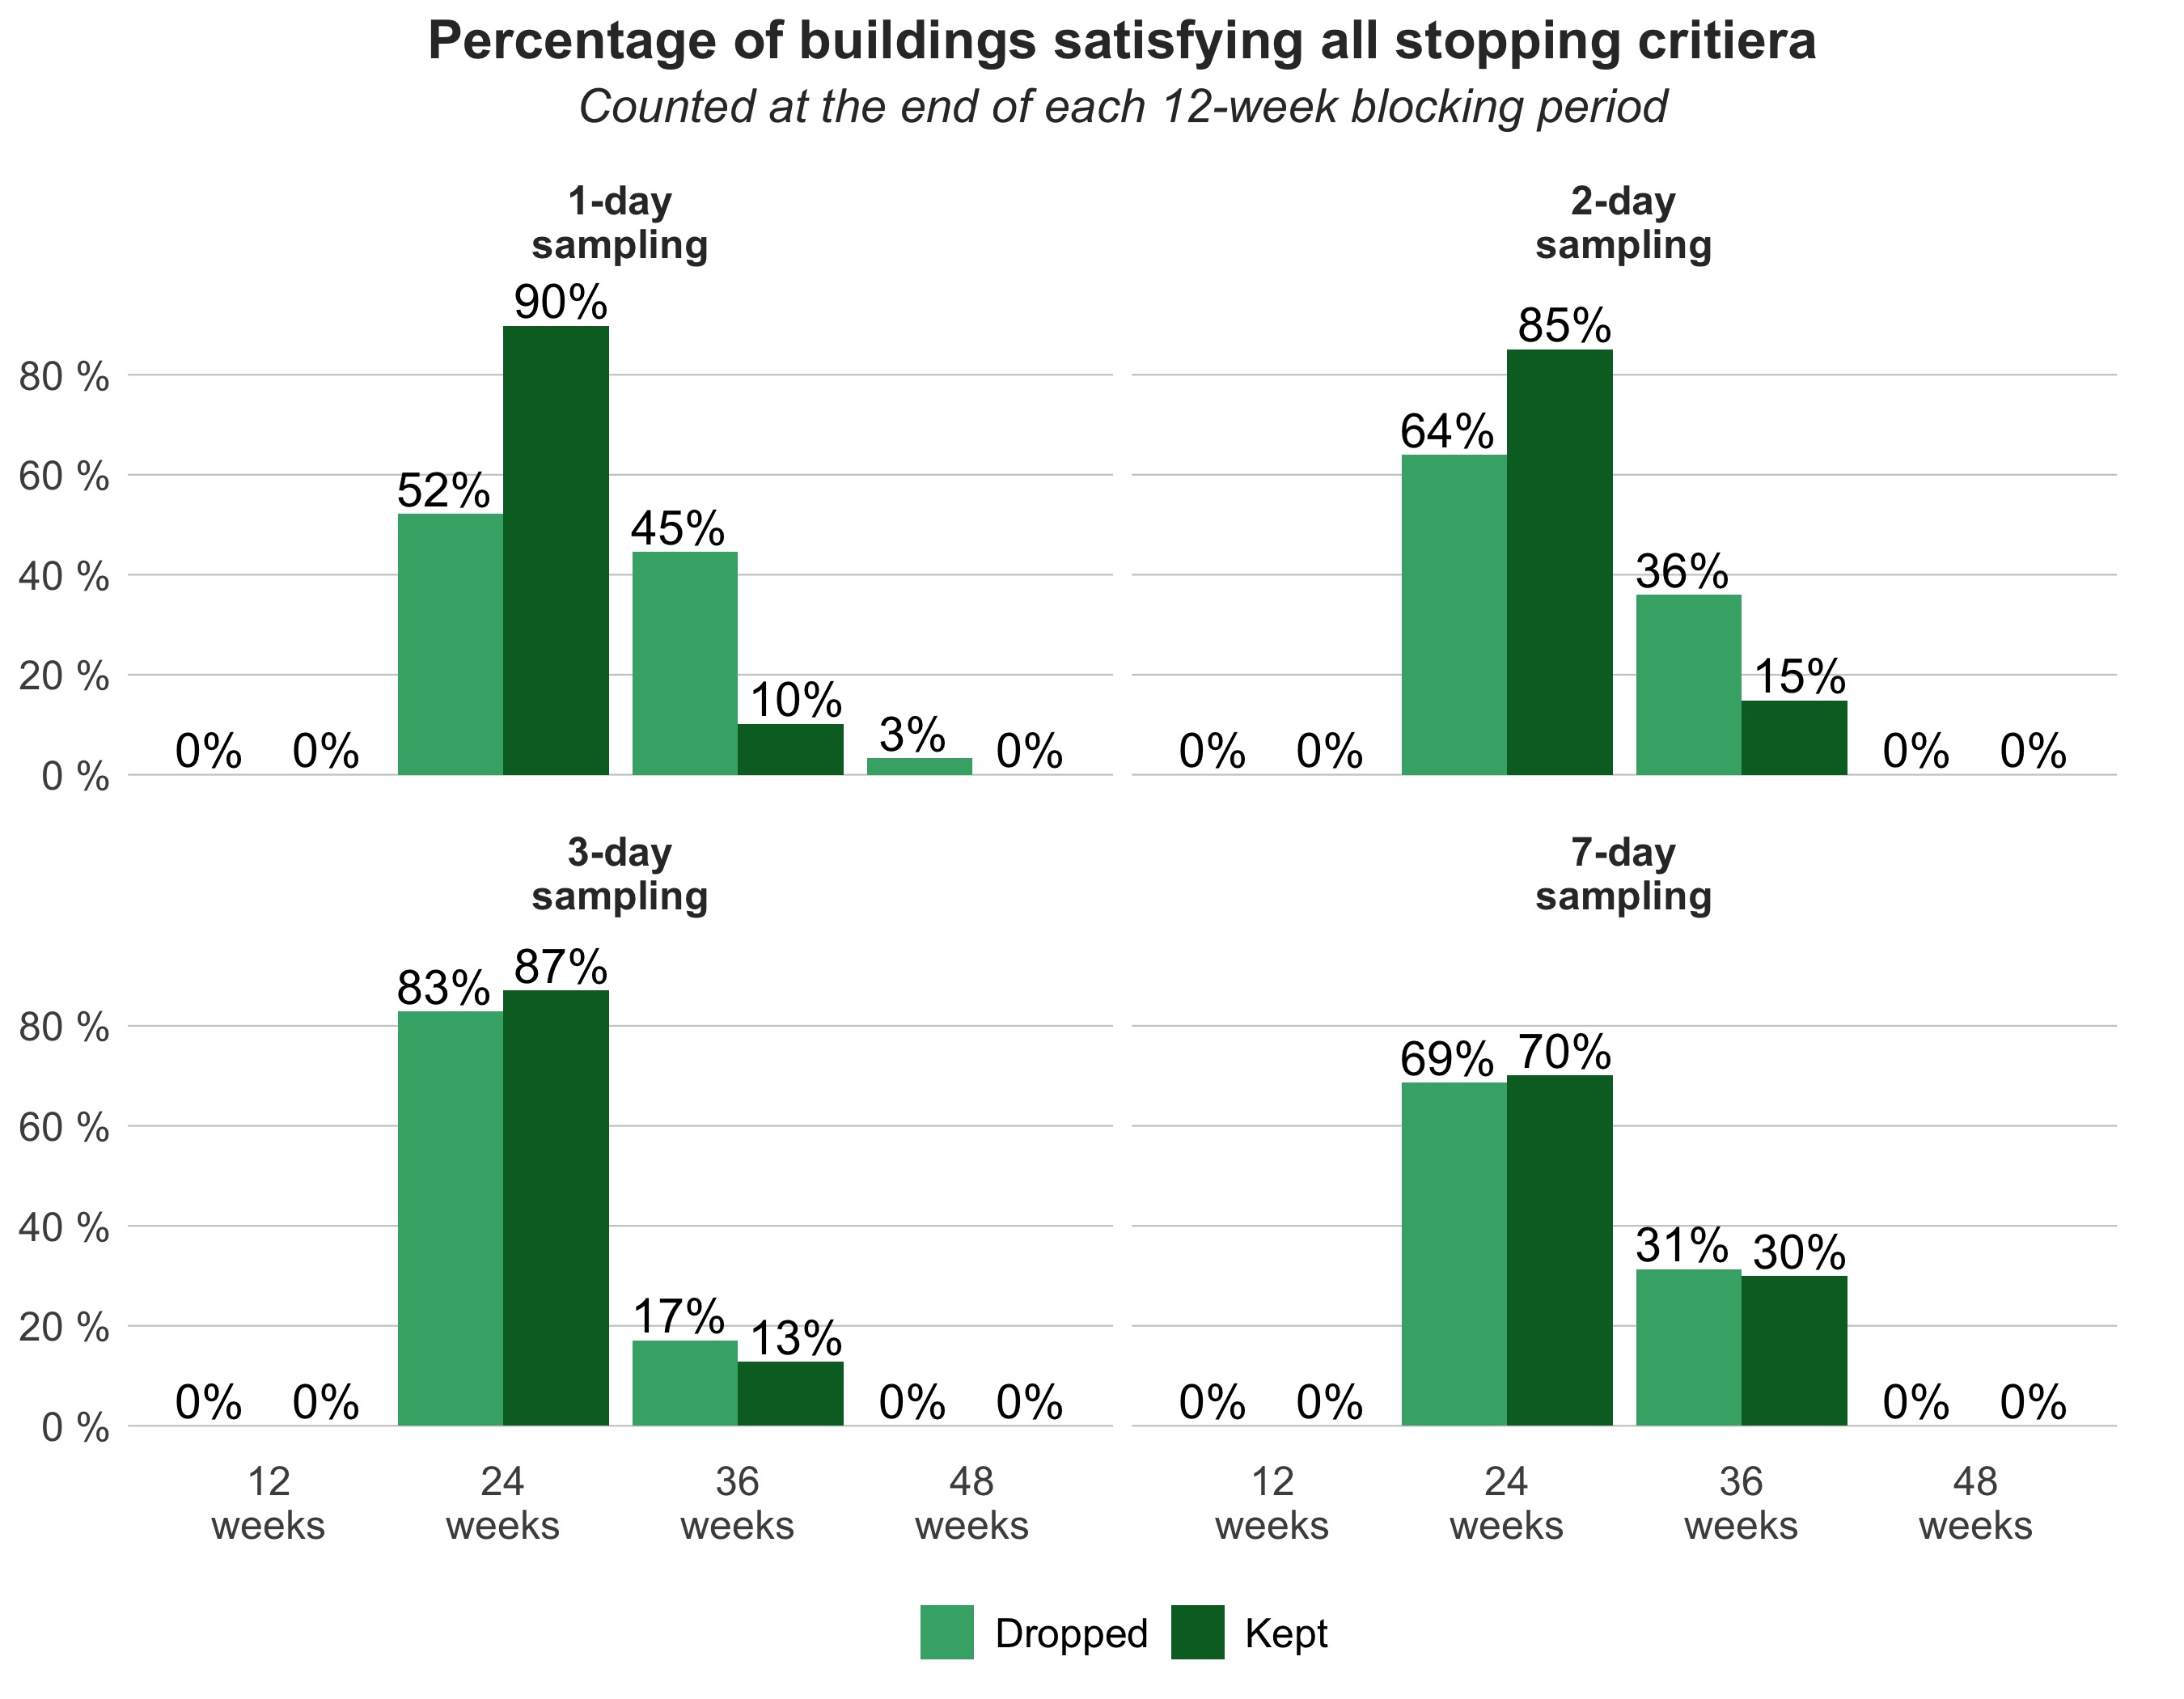 Percentage of buildings satisfying all stopping critiera
Counted at the end of each 12-week blocking period
1-day
sampling
2-day
sampling
80 %
60 %
40 %
20 %
0 %
0%
0%
52%
90%
45%
10%
3%
0%
0%
0%
64%
85%
36%
15%
0%
0%
3-day
sampling
7-day
sampling
80 %
60 %
40 %
20 %
0 %
0%
0%
83%
87%
17%
13%
0%
0%
0%
0%
69%
70%
31%
30%
0%
0%
12
weeks
24
weeks
36
weeks
48
weeks
12
weeks
24
weeks
36
weeks
48
weeks
Dropped
Kept